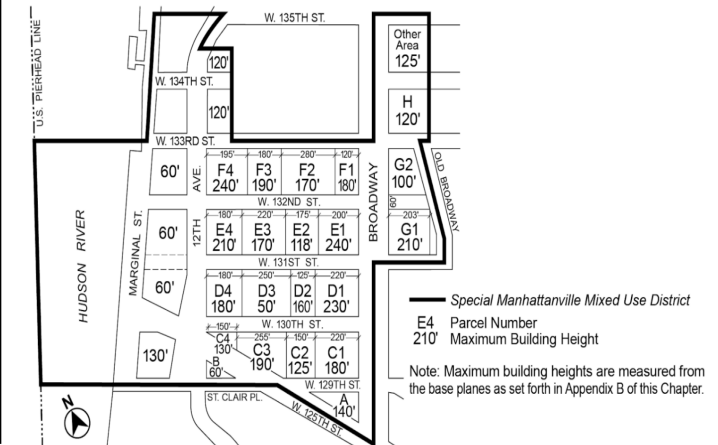 U.S. PIERHEAD LINE
W. 135TH ST.
Other
Area
125'
120'
W. 134TH ST.
H
120'
120'
W. 133RD ST.
60'
AVE.
195' 180' 280' 120'
F4 F3 F2 F1
240' 190' 170' 180'
G2
100'
OLD BROADWAY
BROADWAY
W. 132ND ST.
60'
12TH
180' 220' 175' 200'
E4 E3 E2 E1
210' 170' 118' 240'
60'
203'
G1
210'
HUDSON RIVER
MARGINAL ST.
W. 131ST ST.
60'
180' 250' 125' 220'
D4 D3 D2 D1
180' 50' 160' 230'
W. 130TH ST.
130'
150' 255' 150' 220'
C4 C3 C2 C1
130' 190' 125' 180'
B
60'
W. 129TH ST.
ST. CLAIR PL.
A
140'
W. 125TH ST.
N
Special Manhattanville Mixed Use District
E4 Parcel Number
210' Maximum Building Height
Note: Maximum building heights are measured from
the base planes as set forth in Appendix B of this Chapter.